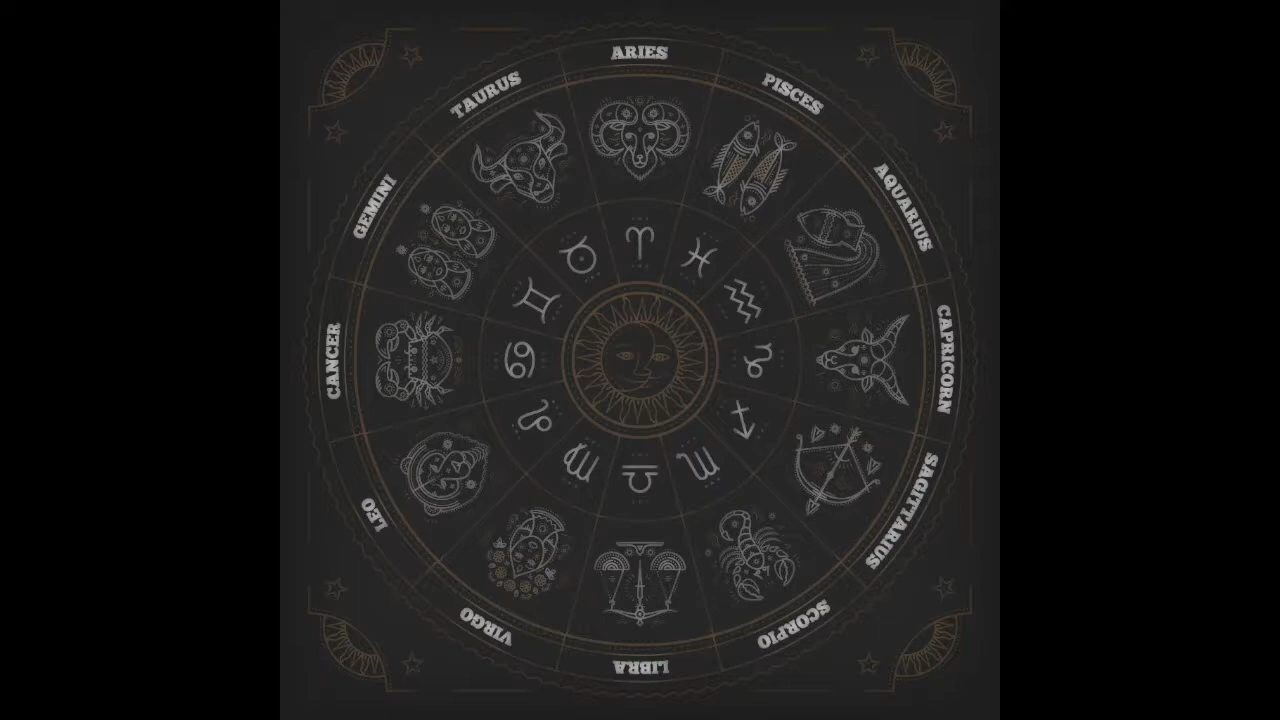 ARIES
PISCES
AQUARIUS
CAPRICORN
SAGITTARIUS
SCORPIO
LIBRA
VIRGO
LEO
CANCER
GEMINI
TAURUS